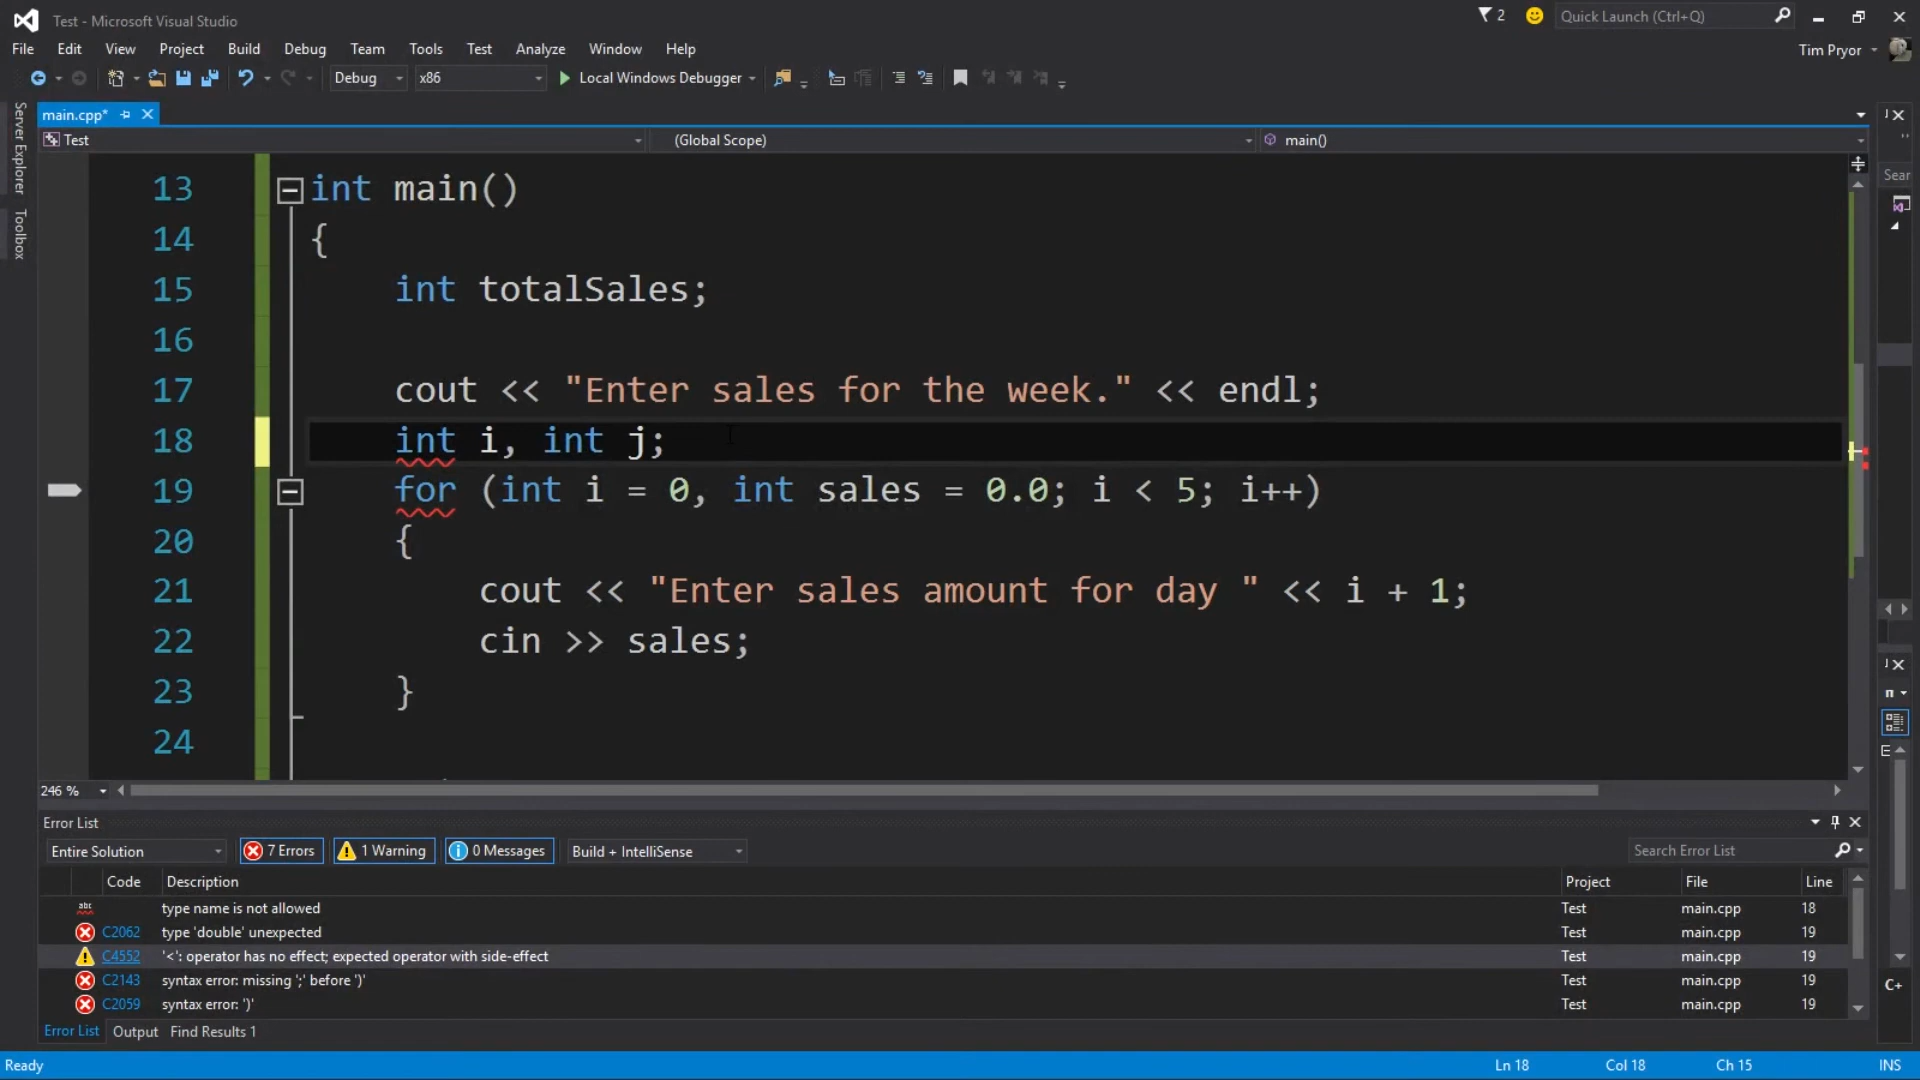 Test - Microsoft Visual Studio
2
Quick Launch (Ctrl+Q)
File Edit View Project Build Debug Team Tools Test Analyze Window Help
Tim Pryor
Debug x86 Local Windows Debugger
Server Explorer
Toolbox
main.cpp*
Test (Global Scope) main()
Sear
13 int main()
14 {
15 int totalSales;
16
17 cout << "Enter sales for the week." << endl;
18 int i, int j;
19 for (int i = 0, int sales = 0.0; i < 5; i++)
20 {
21 cout << "Enter sales amount for day " << i + 1;
22 cin >> sales;
23 }
24
246 %
Error List
Entire Solution 7 Errors 1 Warning 0 Messages Build + IntelliSense Search Error List
Code Description Project File Line
abc type name is not allowed Test main.cpp 18
C2062 type 'double' unexpected Test main.cpp 19
C4552 '<': operator has no effect; expected operator with side-effect Test main.cpp 19
C2143 syntax error: missing ';' before ')' Test main.cpp 19
C2059 syntax error: ')' Test main.cpp 19
C+
Error List Output Find Results 1
Ready Ln 18 Col 18 Ch 15 INS